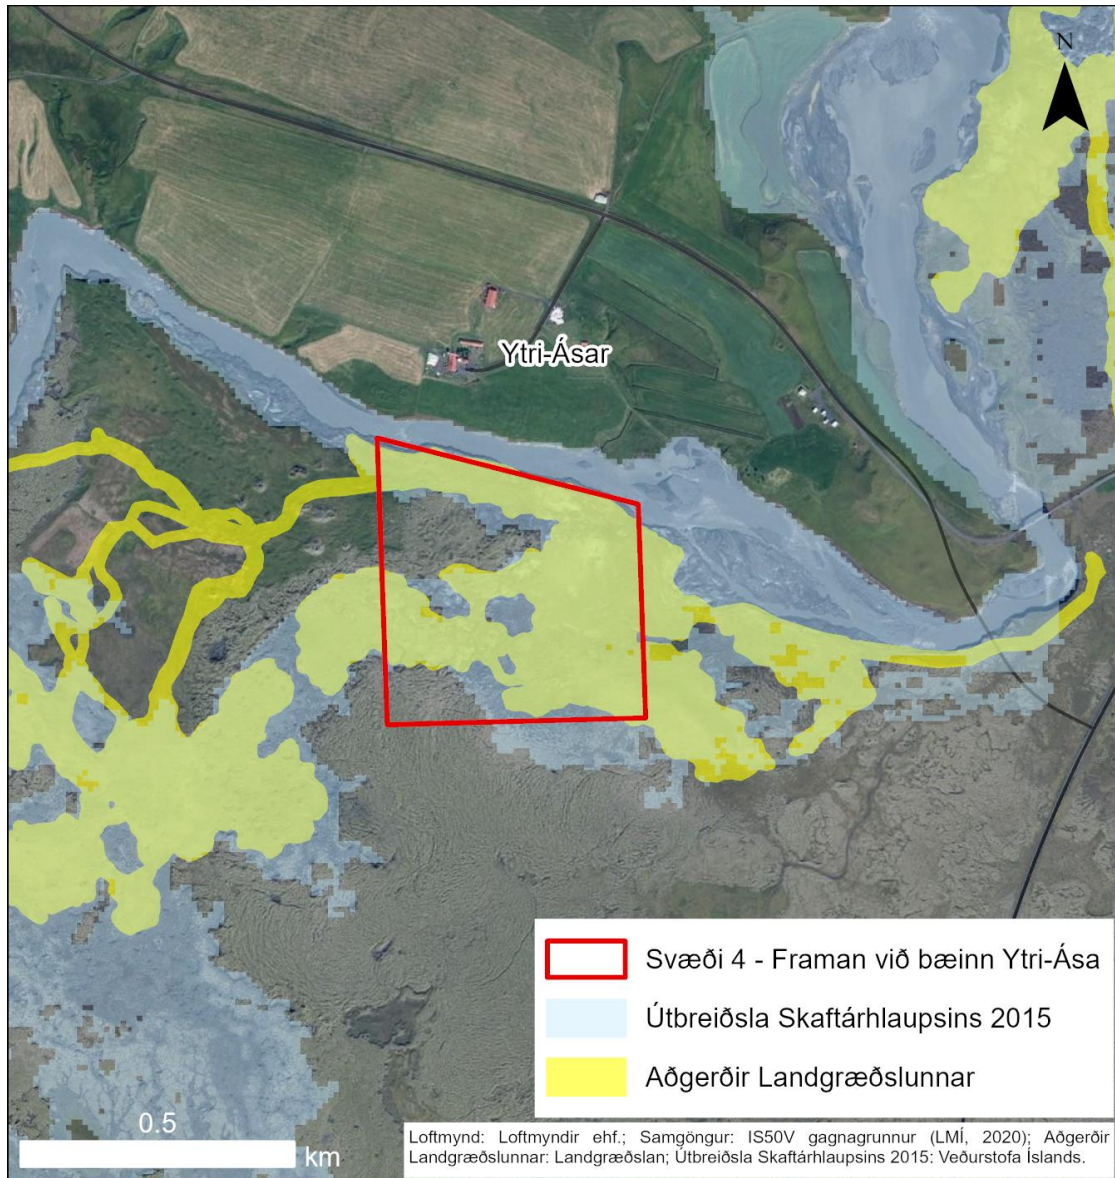 N
Ytri-Ásar
Svæði 4 - Framan við bæinn Ytri-Ása
Útbreiðsla Skaftárhlaupsins 2015
Aðgerðir Landgræðslunnar
0.5
km
Loftmynd: Loftmyndir ehf.; Samgöngur: IS50V gagnagrunnur (LMÍ, 2020); Aðgerðir
Landgræðslunnar: Landgræðslan; Útbreiðsla Skaftárhlaupsins 2015: Veðurstofa Íslands.